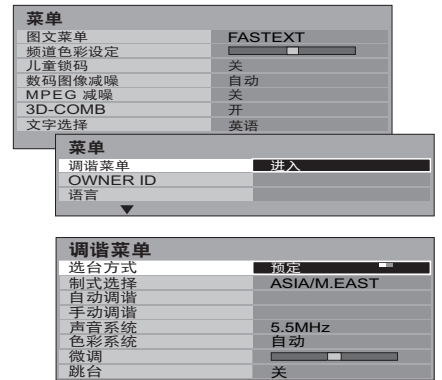 菜单
图文菜单 FASTEXT
频道色彩设定
儿童锁码 关
数码图像减噪 自动
MPEG 减噪 关
3D-COMB 开
文字选择 英语
菜单
调谐菜单 进入
OWNER ID
语言
调谐菜单
选台方式 预定
制式选择 ASIA/M.EAST
自动调谐
手动调谐
声音系统 5.5MHz
色彩系统 自动
微调
跳台 关